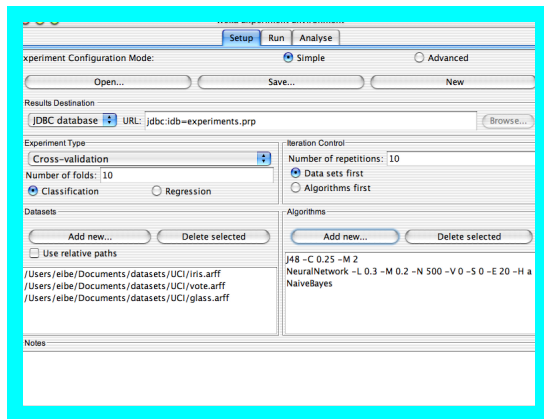 Setup Run Analyse
xperiment Configuration Mode: Simple Advanced
Open... Save... New
Results Destination
JDBC database URL: jdbc:idb=experiments.prp Browse...
Experiment Type
Cross-validation
Number of folds: 10
Classification Regression
Iteration Control
Number of repetitions: 10
Data sets first
Algorithms first
Datasets
Add new... Delete selected
Use relative paths
/Users/eibe/Documents/datasets/UCI/iris.arff
/Users/eibe/Documents/datasets/UCI/vote.arff
/Users/eibe/Documents/datasets/UCI/glass.arff
Algorithms
Add new... Delete selected
J48 -C 0.25 -M 2
NeuralNetwork -L 0.3 -M 0.2 -N 500 -V 0 -S 0 -E 20 -H a
NaiveBayes
Notes